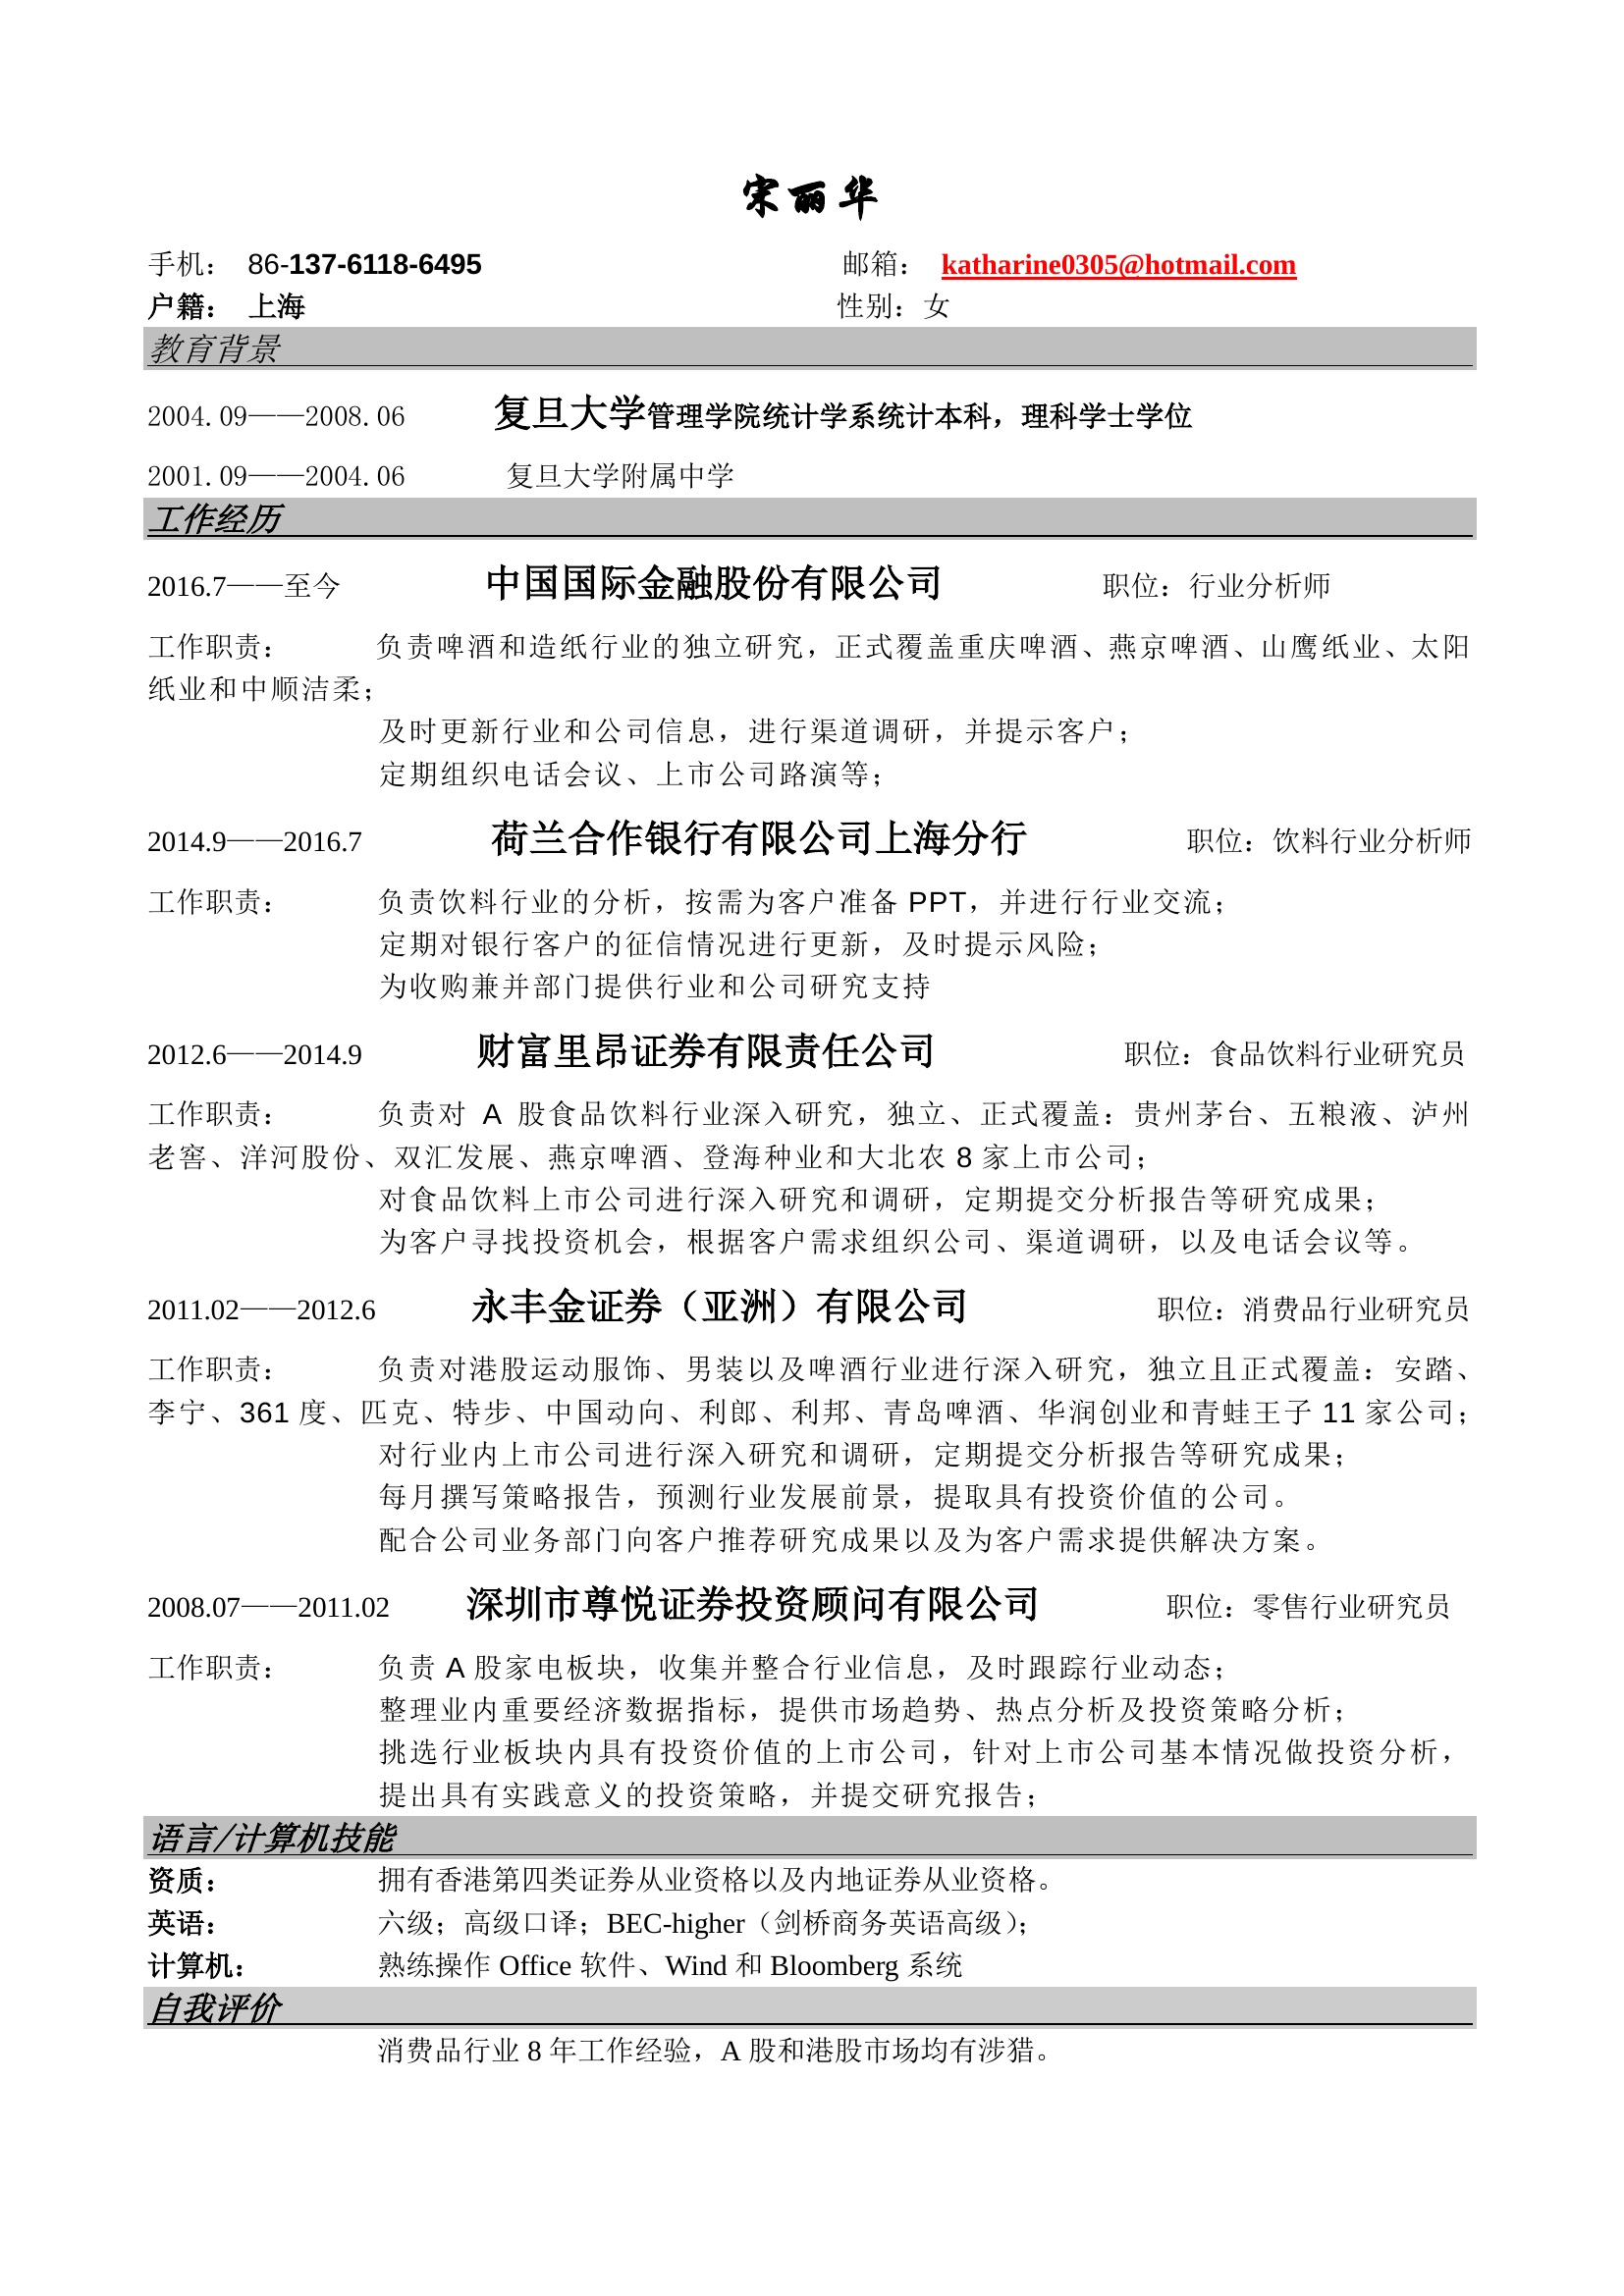 宋丽华
手机： 86-137-6118-6495 邮箱： katharine0305@hotmail.com
户籍： 上海 性别：女
教育背景
2004.09——2008.06 复旦大学管理学院统计学系统计本科，理科学士学位
2001.09——2004.06 复旦大学附属中学
工作经历
2016.7——至今 中国国际金融股份有限公司 职位：行业分析师
工作职责： 负责啤酒和造纸行业的独立研究，正式覆盖重庆啤酒、燕京啤酒、山鹰纸业、太阳
纸业和中顺洁柔；
及时更新行业和公司信息，进行渠道调研，并提示客户；
定期组织电话会议、上市公司路演等；
2014.9——2016.7 荷兰合作银行有限公司上海分行 职位：饮料行业分析师
工作职责： 负责饮料行业的分析，按需为客户准备 PPT，并进行行业交流；
定期对银行客户的征信情况进行更新，及时提示风险；
为收购兼并部门提供行业和公司研究支持
2012.6——2014.9 财富里昂证券有限责任公司 职位：食品饮料行业研究员
工作职责： 负责对 A 股食品饮料行业深入研究，独立、正式覆盖：贵州茅台、五粮液、泸州
老窖、洋河股份、双汇发展、燕京啤酒、登海种业和大北农 8 家上市公司；
对食品饮料上市公司进行深入研究和调研，定期提交分析报告等研究成果；
为客户寻找投资机会，根据客户需求组织公司、渠道调研，以及电话会议等。
2011.02——2012.6 永丰金证券（亚洲）有限公司 职位：消费品行业研究员
工作职责： 负责对港股运动服饰、男装以及啤酒行业进行深入研究，独立且正式覆盖：安踏、
李宁、361 度、匹克、特步、中国动向、利郎、利邦、青岛啤酒、华润创业和青蛙王子 11 家公司；
对行业内上市公司进行深入研究和调研，定期提交分析报告等研究成果；
每月撰写策略报告，预测行业发展前景，提取具有投资价值的公司。
配合公司业务部门向客户推荐研究成果以及为客户需求提供解决方案。
2008.07——2011.02 深圳市尊悦证券投资顾问有限公司 职位：零售行业研究员
工作职责： 负责 A 股家电板块，收集并整合行业信息，及时跟踪行业动态；
整理业内重要经济数据指标，提供市场趋势、热点分析及投资策略分析；
挑选行业板块内具有投资价值的上市公司，针对上市公司基本情况做投资分析，
提出具有实践意义的投资策略，并提交研究报告；
语言/计算机技能
资质： 拥有香港第四类证券从业资格以及内地证券从业资格。
英语： 六级；高级口译；BEC-higher（剑桥商务英语高级）；
计算机： 熟练操作 Office 软件、Wind 和 Bloomberg 系统
自我评价
消费品行业 8 年工作经验，A 股和港股市场均有涉猎。